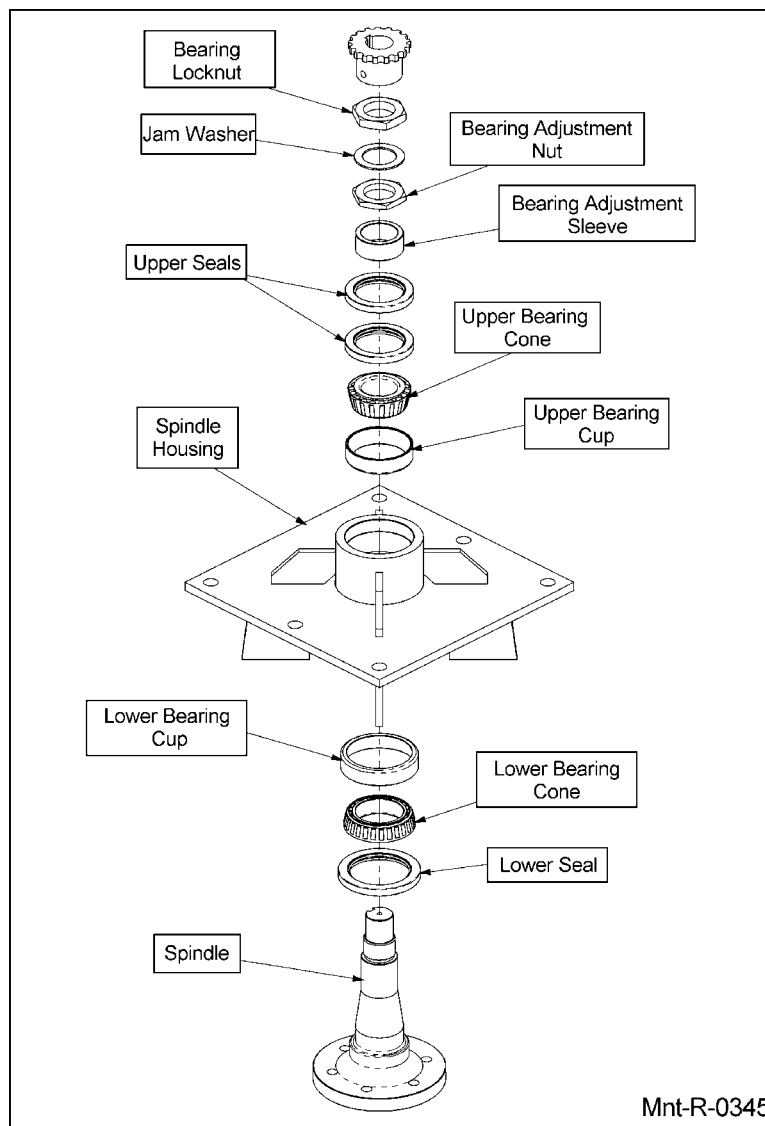 Bearing
Locknut
Jam Washer
Bearing Adjustment
Nut
Bearing Adjustment
Sleeve
Upper Seals
Upper Bearing
Cone
Upper Bearing
Cup
Spindle
Housing
Lower Bearing
Cup
Lower Bearing
Cone
Lower Seal
Spindle
Mnt-R-0345